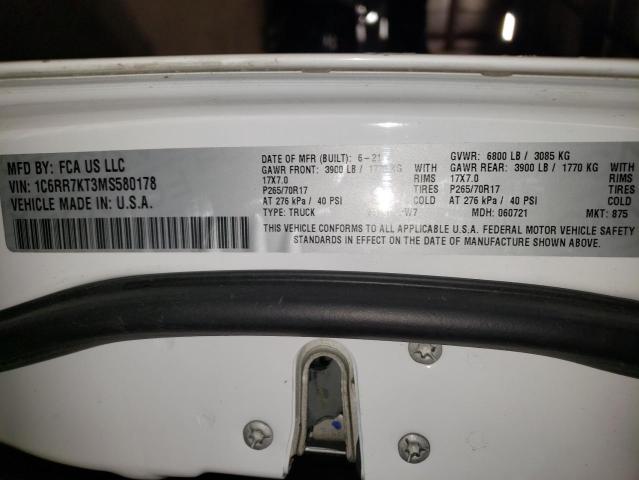 MFD BY: FCA US LLC
VIN: 1C6RR7KT3MS580178
VEHICLE MADE IN: U.S.A.
DATE OF MFR (BUILT): 6-21
GAWR FRONT: 3900 LB / 1770 KG WITH
17X7.0 RIMS
P265/70R17 TIRES
AT 276 kPa / 40 PSI COLD
TYPE: TRUCK W7
GVWR: 6800 LB / 3085 KG
GAWR REAR: 3900 LB / 1770 KG WITH
17X7.0 RIMS
P265/70R17 TIRES
AT 276 kPa / 40 PSI COLD
MDH: 060721 MKT: 875
THIS VEHICLE CONFORMS TO ALL APPLICABLE U.S.A. FEDERAL MOTOR VEHICLE SAFETY
STANDARDS IN EFFECT ON THE DATE OF MANUFACTURE SHOWN ABOVE.